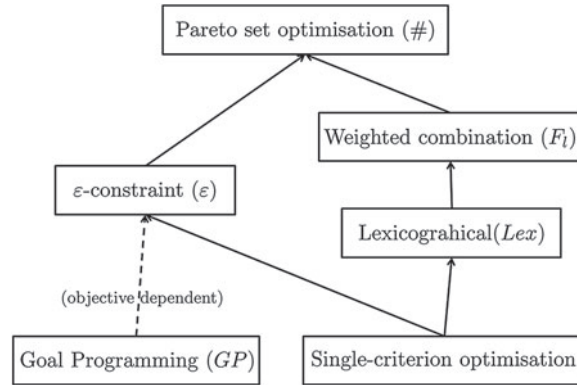 Pareto set optimisation (#)
Weighted combination (F_l)
ε-constraint (ε)
Lexicograhical(Lex)
(objective dependent)
Goal Programming (GP)
Single-criterion optimisation